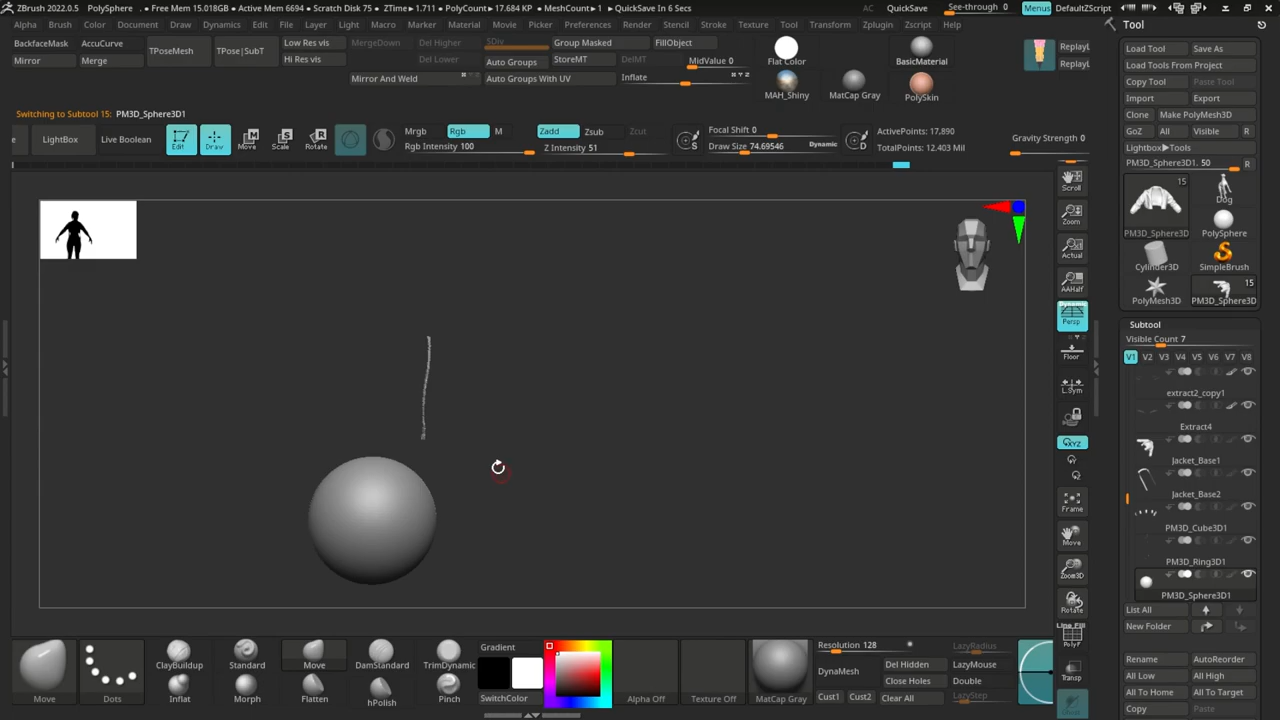 ZBrush 2022.0.5 PolySphere • Free Mem 15.018GB • Active Mem 6694 • Scratch Disk 75 • ZTime▸1.711 • PolyCount▸17.684 KP • MeshCount▸1 • QuickSave In 6 Secs AC QuickSave See-through 0 Menus DefaultZScript
Alpha Brush Color Document Draw Dynamics Edit File Layer Light Macro Marker Material Movie Picker Preferences Render Stencil Stroke Texture Tool Transform Zplugin Zscript Help
Tool
BackfaceMask AccuCurve TPoseMesh TPose|SubT Low Res vis MergeDown Del Higher SDiv Group Masked FillObject Flat Color BasicMaterial ReplayL
Mirror Merge Hi Res vis Del Lower Auto Groups StoreMT DelMT MidValue 0 ReplayL
Mirror And Weld Auto Groups With UV Inflate MAH_Shiny MatCap Gray PolySkin
Load Tool Save As
Load Tools From Project
Copy Tool Paste Tool
Import Export
Clone Make PolyMesh3D
GoZ All Visible R
Lightbox▸Tools
PM3D_Sphere3D1. 50 R
Switching to Subtool 15: PM3D_Sphere3D1
LightBox Live Boolean Edit Draw Move Scale Rotate Mrgb Rgb M Zadd Zsub Zcut Focal Shift 0 ActivePoints: 17,890 Gravity Strength 0
Rgb Intensity 100 Z Intensity 51 Draw Size 74.69546 Dynamic TotalPoints: 12.403 Mil
S D
15
PM3D_Sphere3D
Dog
PolySphere
Cylinder3D SimpleBrush
15
PolyMesh3D PM3D_Sphere3D
Scroll
Zoom
Actual
AAHalf
Dynamic
Persp
Floor
L.Sym
XYZ
Y
Z
Frame
Move
Zoom3D
Rotate
Line Fill
PolyF
Transp
Subtool
Visible Count 7
V1 V2 V3 V4 V5 V6 V7 V8
extract2_copy1
Extract4
Jacket_Base1
Jacket_Base2
PM3D_Cube3D1
PM3D_Ring3D1
PM3D_Sphere3D1
List All
New Folder
Rename AutoReorder
All Low All High
All To Home All To Target
Copy Paste
Move Dots ClayBuildup Standard Move DamStandard TrimDynamic Gradient Alpha Off Texture Off MatCap Gray Resolution 128 LazyRadius
Inflat Morph Flatten hPolish Pinch SwitchColor DynaMesh Del Hidden LazyMouse
Close Holes Double
Cust1 Cust2 Clear All LazyStep